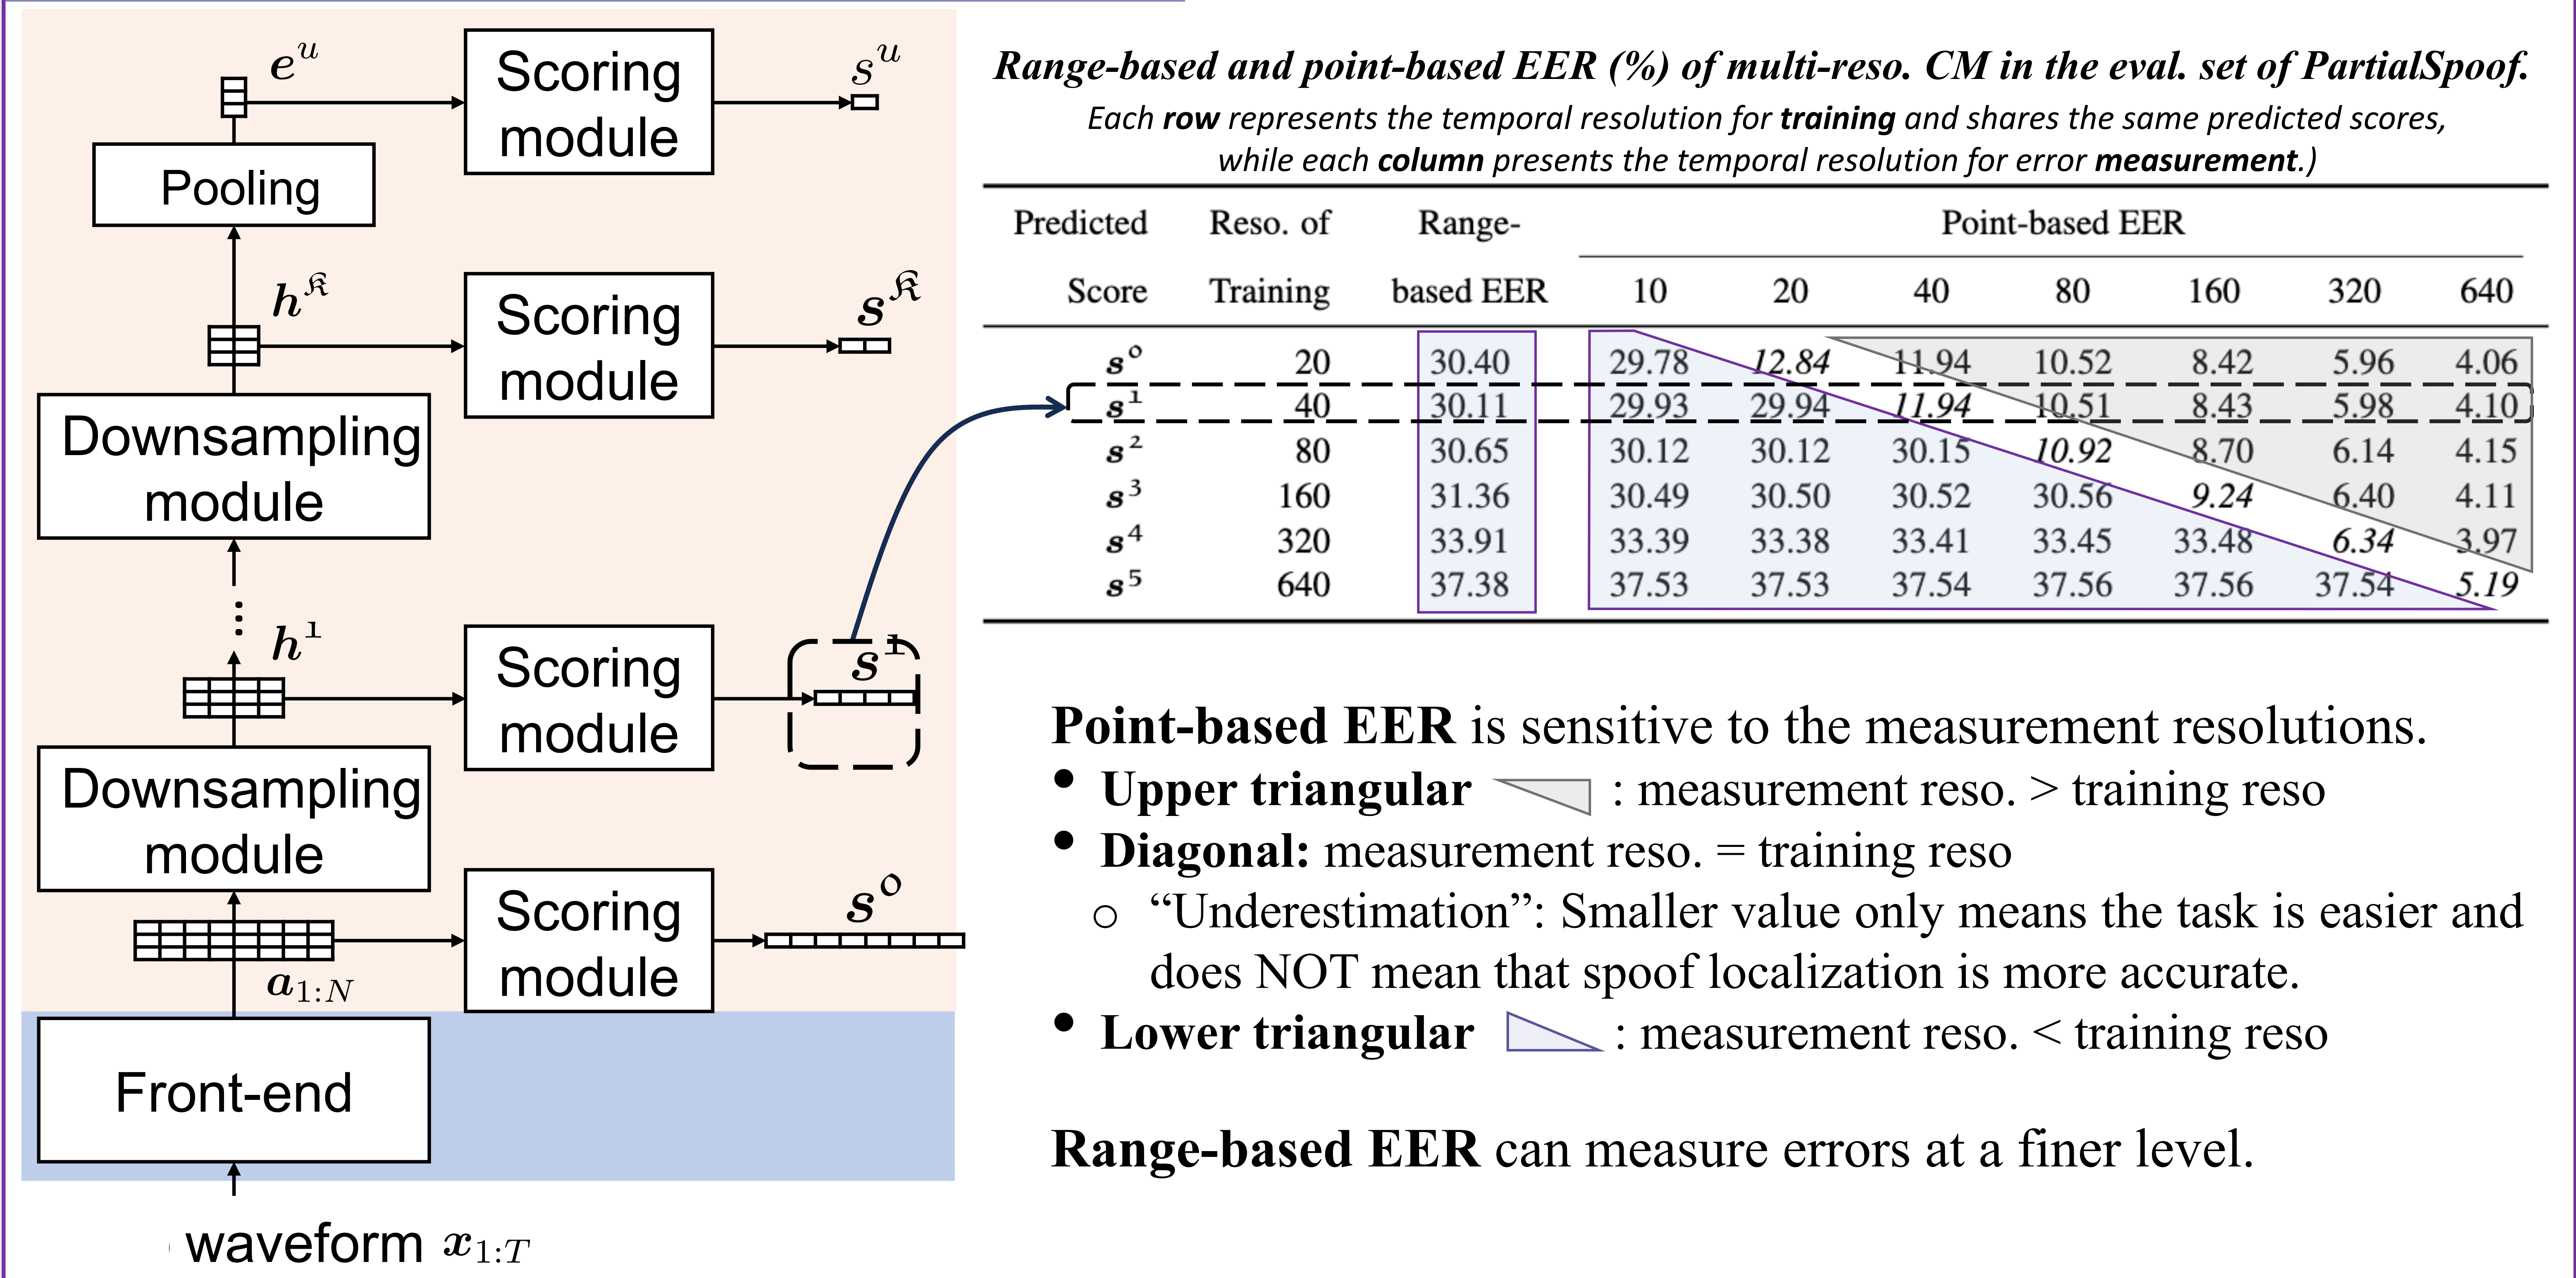 e^u
Scoring
module
s^u
Pooling
h^𝔎
Scoring
module
s^𝔎
Downsampling
module
⋮
h^1
Scoring
module
s^1
Downsampling
module
Scoring
module
s^0
a_{1:N}
Front-end
waveform x_{1:T}
Range-based and point-based EER (%) of multi-reso. CM in the eval. set of PartialSpoof.
Each row represents the temporal resolution for training and shares the same predicted scores,
while each column presents the temporal resolution for error measurement.)
Predicted Reso. of Range- Point-based EER
Score Training based EER 10 20 40 80 160 320 640
s^0 20 30.40 29.78 12.84 11.94 10.52 8.42 5.96 4.06
s^1 40 30.11 29.93 29.94 11.94 10.51 8.43 5.98 4.10
s^2 80 30.65 30.12 30.12 30.15 10.92 8.70 6.14 4.15
s^3 160 31.36 30.49 30.50 30.52 30.56 9.24 6.40 4.11
s^4 320 33.91 33.39 33.38 33.41 33.45 33.48 6.34 3.97
s^5 640 37.38 37.53 37.53 37.54 37.56 37.56 37.54 5.19
Point-based EER is sensitive to the measurement resolutions.
• Upper triangular : measurement reso. > training reso
• Diagonal: measurement reso. = training reso
○ “Underestimation”: Smaller value only means the task is easier and
does NOT mean that spoof localization is more accurate.
• Lower triangular : measurement reso. < training reso
Range-based EER can measure errors at a finer level.